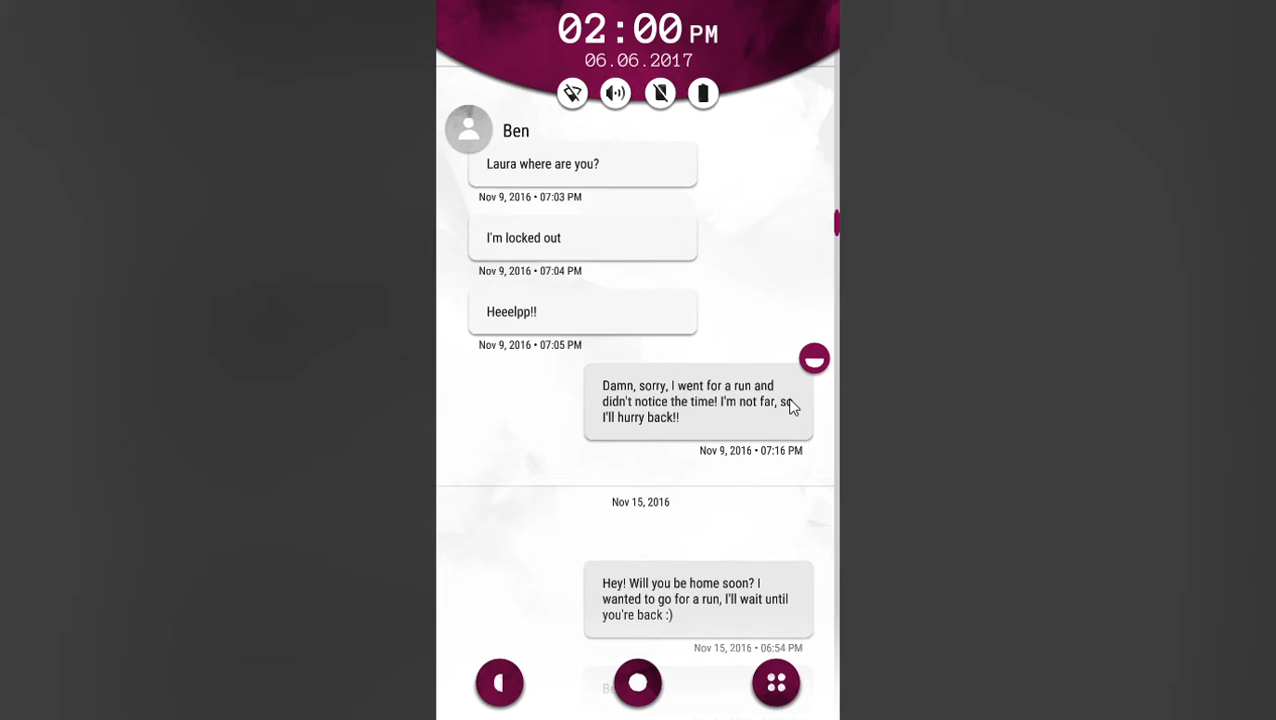 02:00 PM
06.06.2017
Ben
Laura where are you?
Nov 9, 2016 • 07:03 PM
I'm locked out
Nov 9, 2016 • 07:04 PM
Heeelpp!!
Nov 9, 2016 • 07:05 PM
Damn, sorry, I went for a run and
didn't notice the time! I'm not far, so
I'll hurry back!!
Nov 9, 2016 • 07:16 PM
Nov 15, 2016
Hey! Will you be home soon? I
wanted to go for a run, I'll wait until
you're back :)
Nov 15, 2016 • 06:54 PM